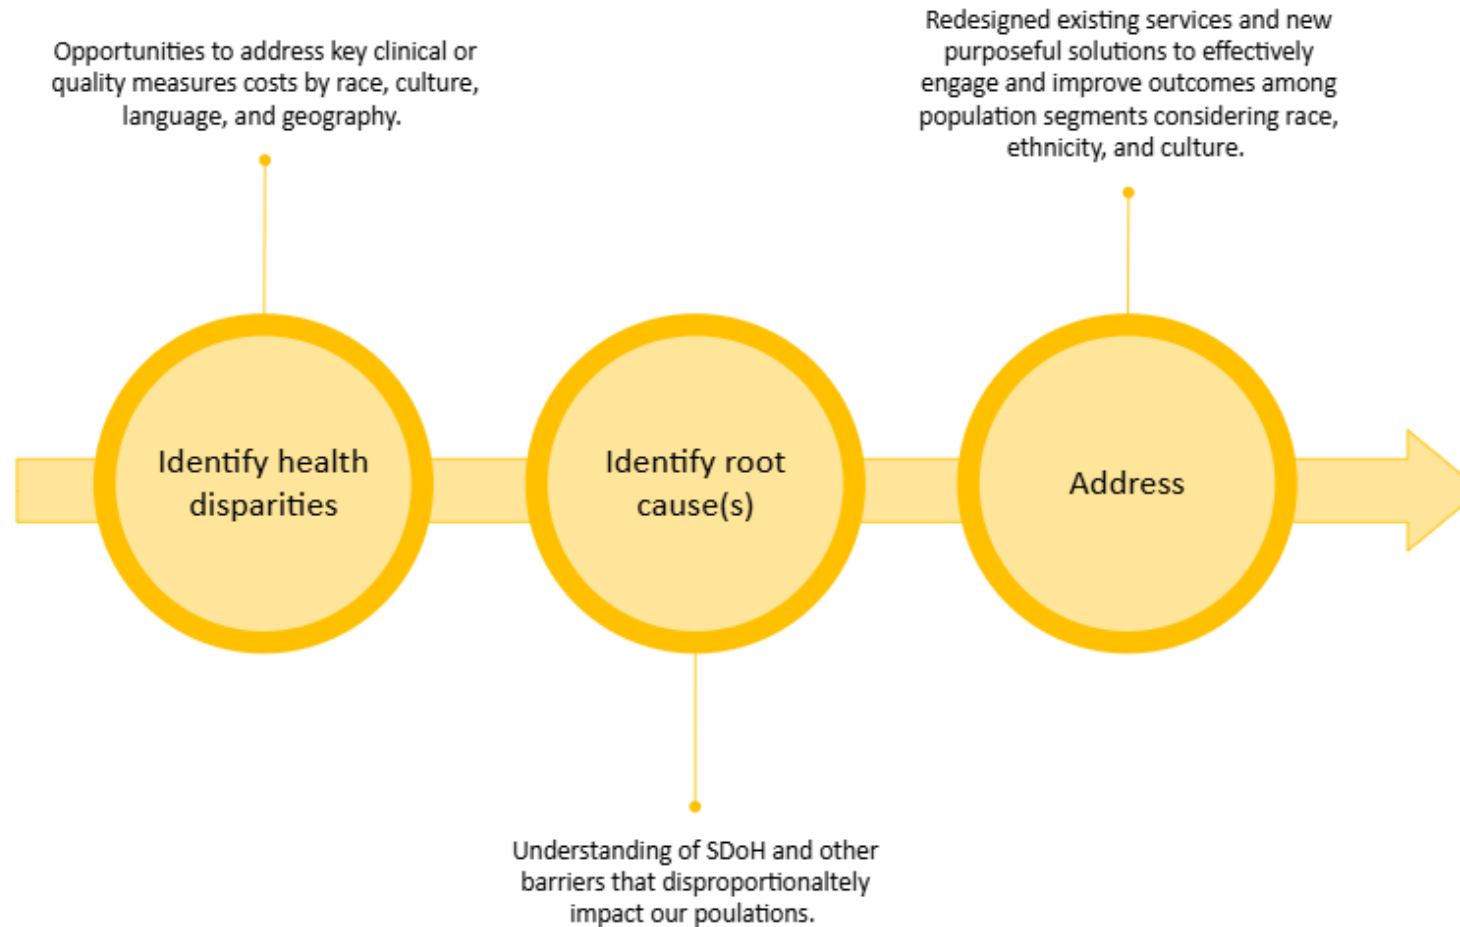 Opportunities to address key clinical or
quality measures costs by race, culture,
language, and geography.
Redesigned existing services and new
purposeful solutions to effectively
engage and improve outcomes among
population segments considering race,
ethnicity, and culture.
Identify health
disparities
Identify root
cause(s)
Address
Understanding of SDoH and other
barriers that disproportionaltely
impact our poulations.